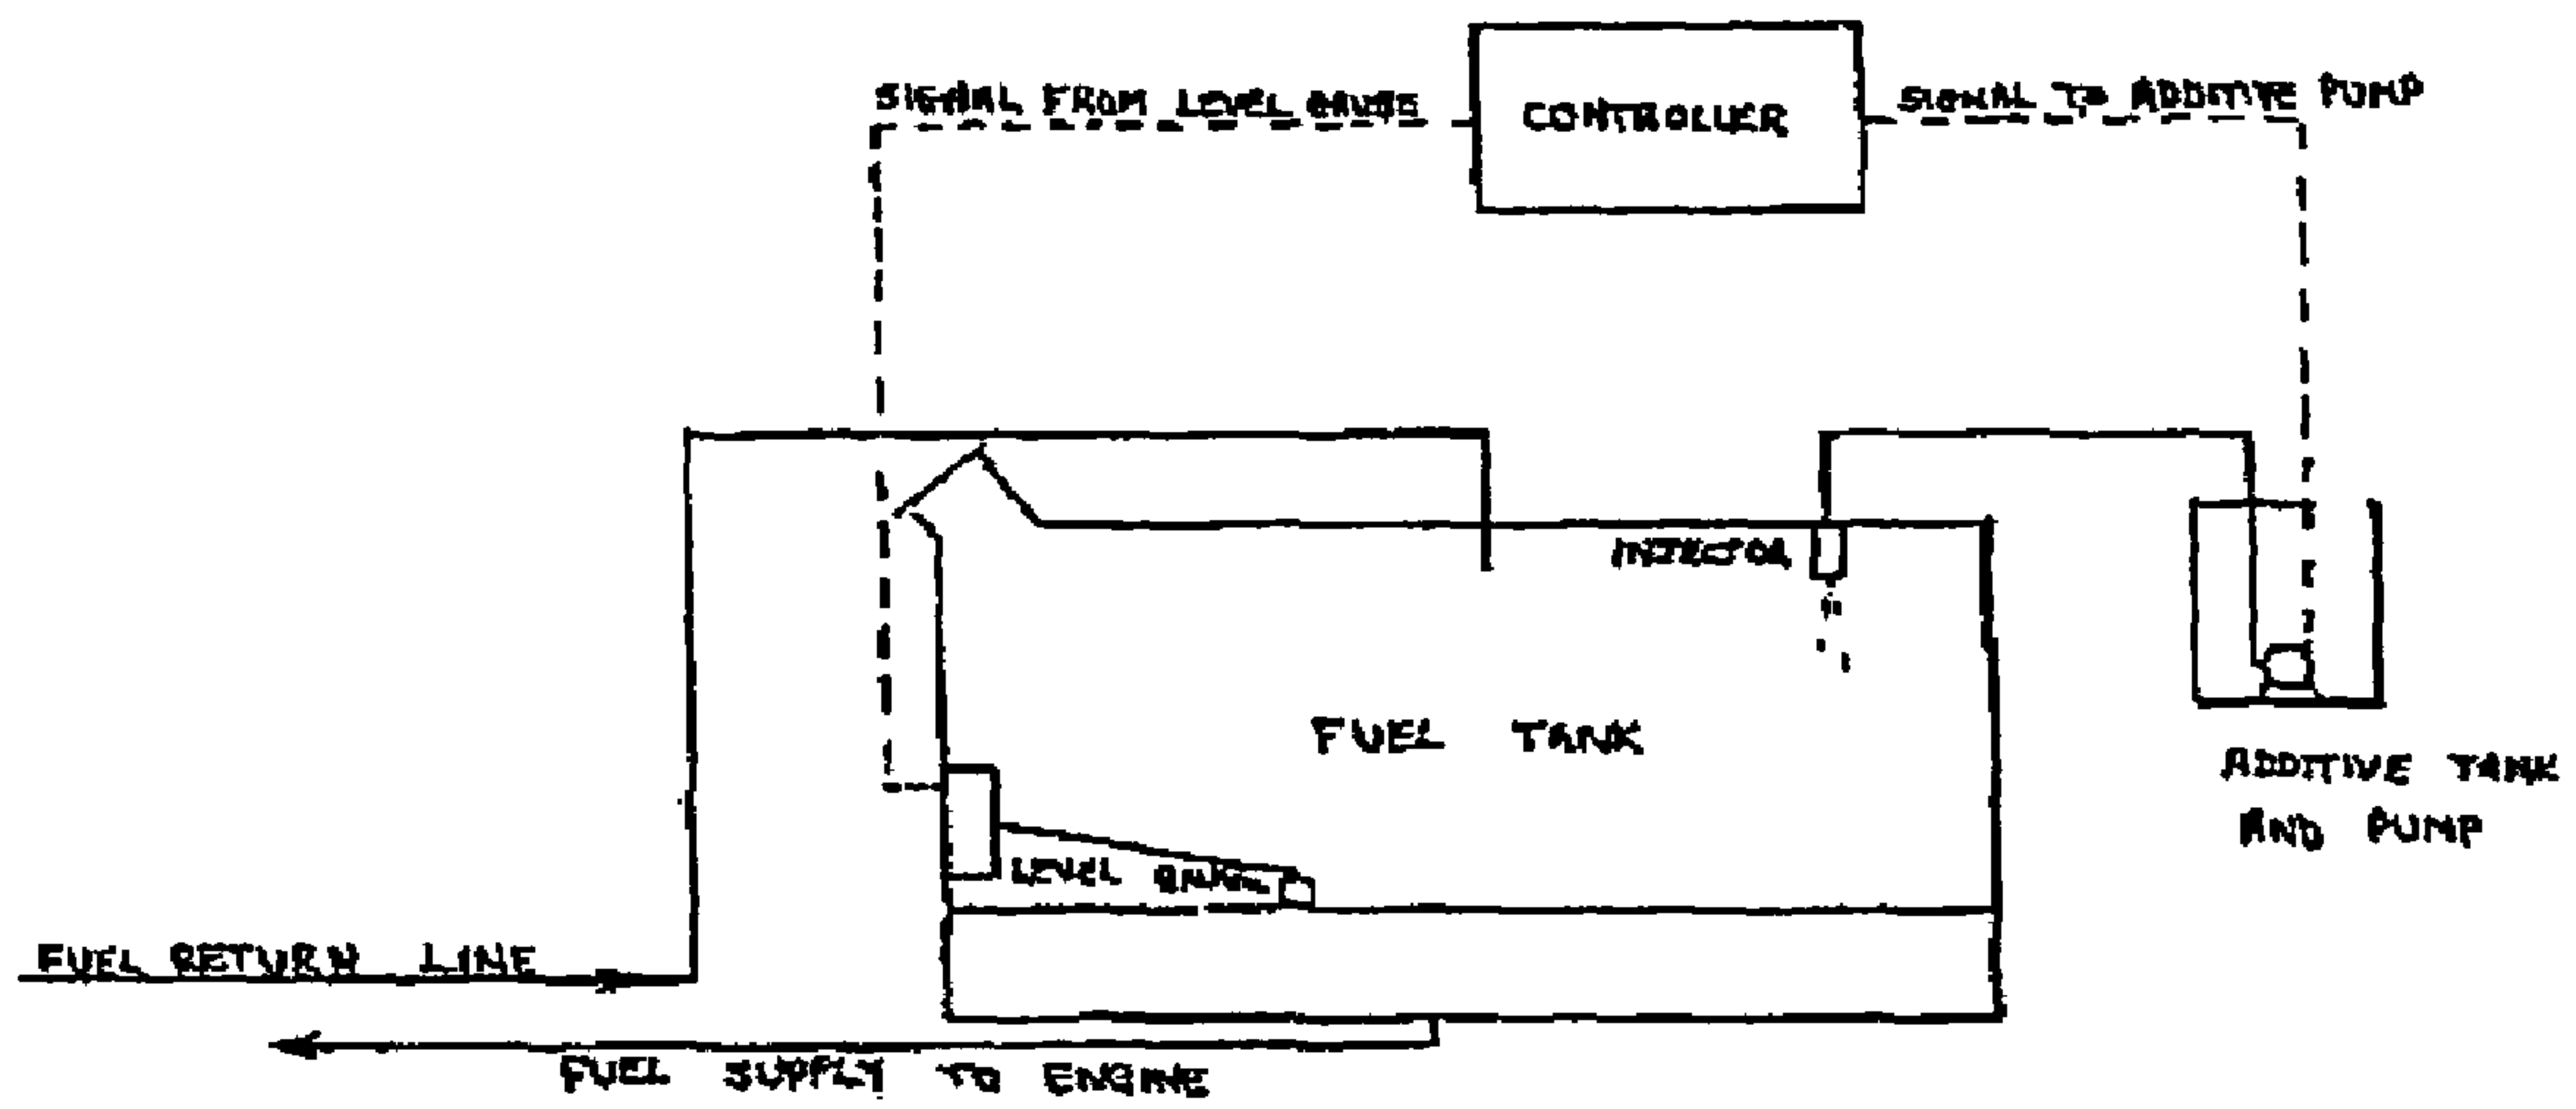 SIGNAL FROM LEVEL GAUGE
CONTROLLER
SIGNAL TO ADDITIVE PUMP
INJECTOR
FUEL TANK
ADDITIVE TANK
AND PUMP
LEVEL
FUEL RETURN LINE
FUEL SUPPLY TO ENGINE